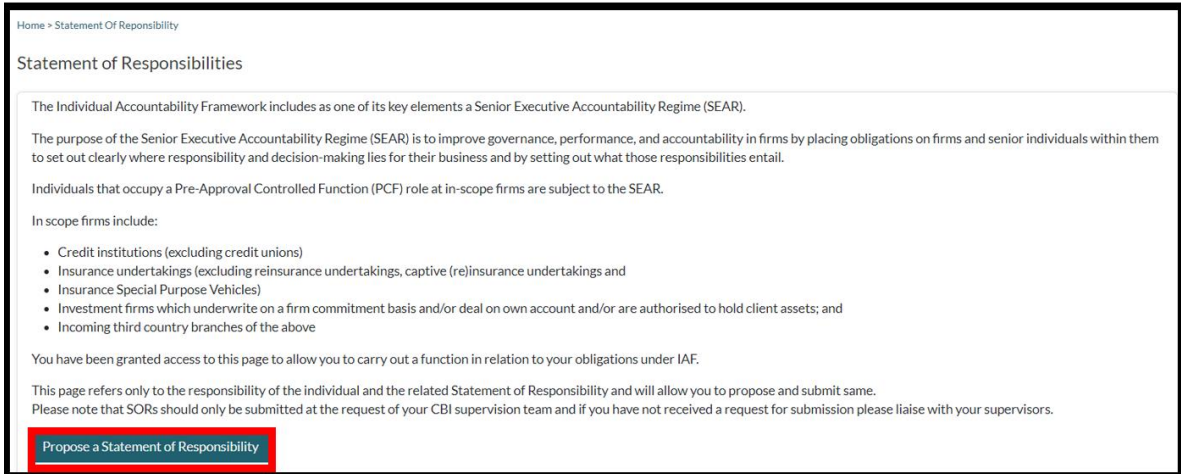 Home > Statement Of Reponsibility
Statement of Responsibilities
The Individual Accountability Framework includes as one of its key elements a Senior Executive Accountability Regime (SEAR).
The purpose of the Senior Executive Accountability Regime (SEAR) is to improve governance, performance, and accountability in firms by placing obligations on firms and senior individuals within them
to set out clearly where responsibility and decision-making lies for their business and by setting out what those responsibilities entail.
Individuals that occupy a Pre-Approval Controlled Function (PCF) role at in-scope firms are subject to the SEAR.
In scope firms include:
• Credit institutions (excluding credit unions)
• Insurance undertakings (excluding reinsurance undertakings, captive (re)insurance undertakings and
• Insurance Special Purpose Vehicles)
• Investment firms which underwrite on a firm commitment basis and/or deal on own account and/or are authorised to hold client assets; and
• Incoming third country branches of the above
You have been granted access to this page to allow you to carry out a function in relation to your obligations under IAF.
This page refers only to the responsibility of the individual and the related Statement of Responsibility and will allow you to propose and submit same.
Please note that SORs should only be submitted at the request of your CBI supervision team and if you have not received a request for submission please liaise with your supervisors.
Propose a Statement of Responsibility